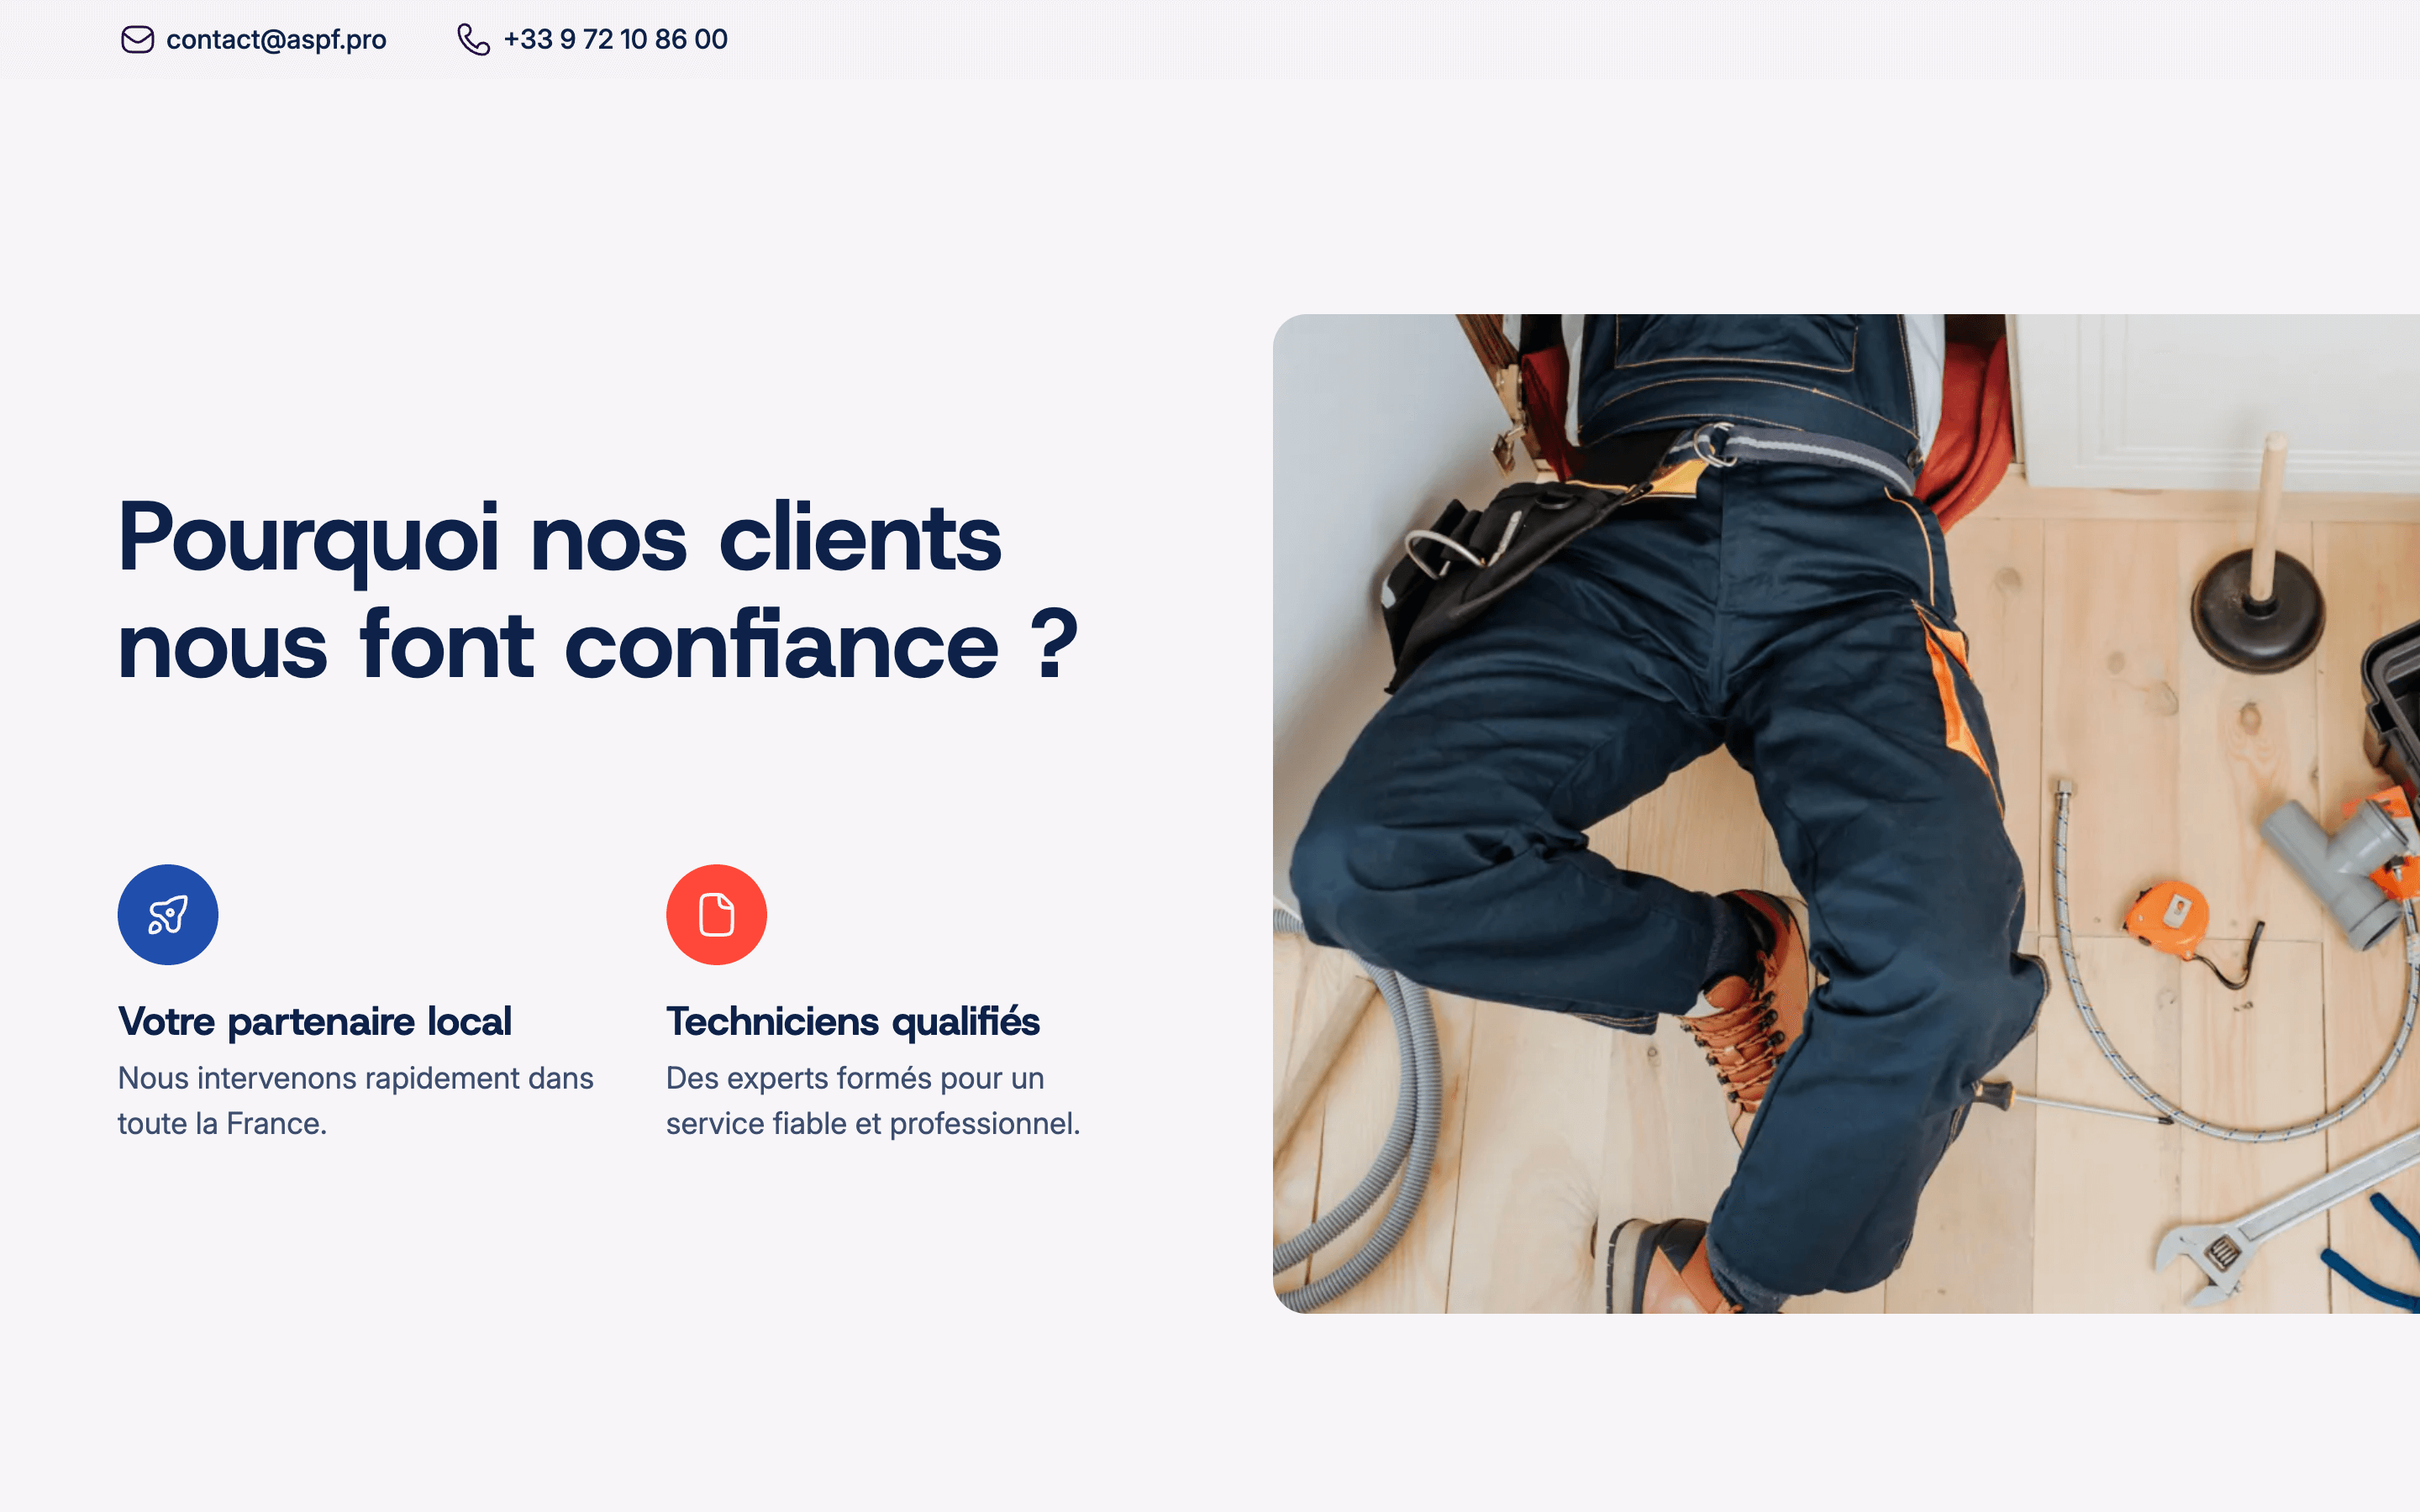 contact@aspf.pro
+33 9 72 10 86 00
Pourquoi nos clients
nous font confiance ?
Votre partenaire local
Nous intervenons rapidement dans
toute la France.
Techniciens qualifiés
Des experts formés pour un
service fiable et professionnel.